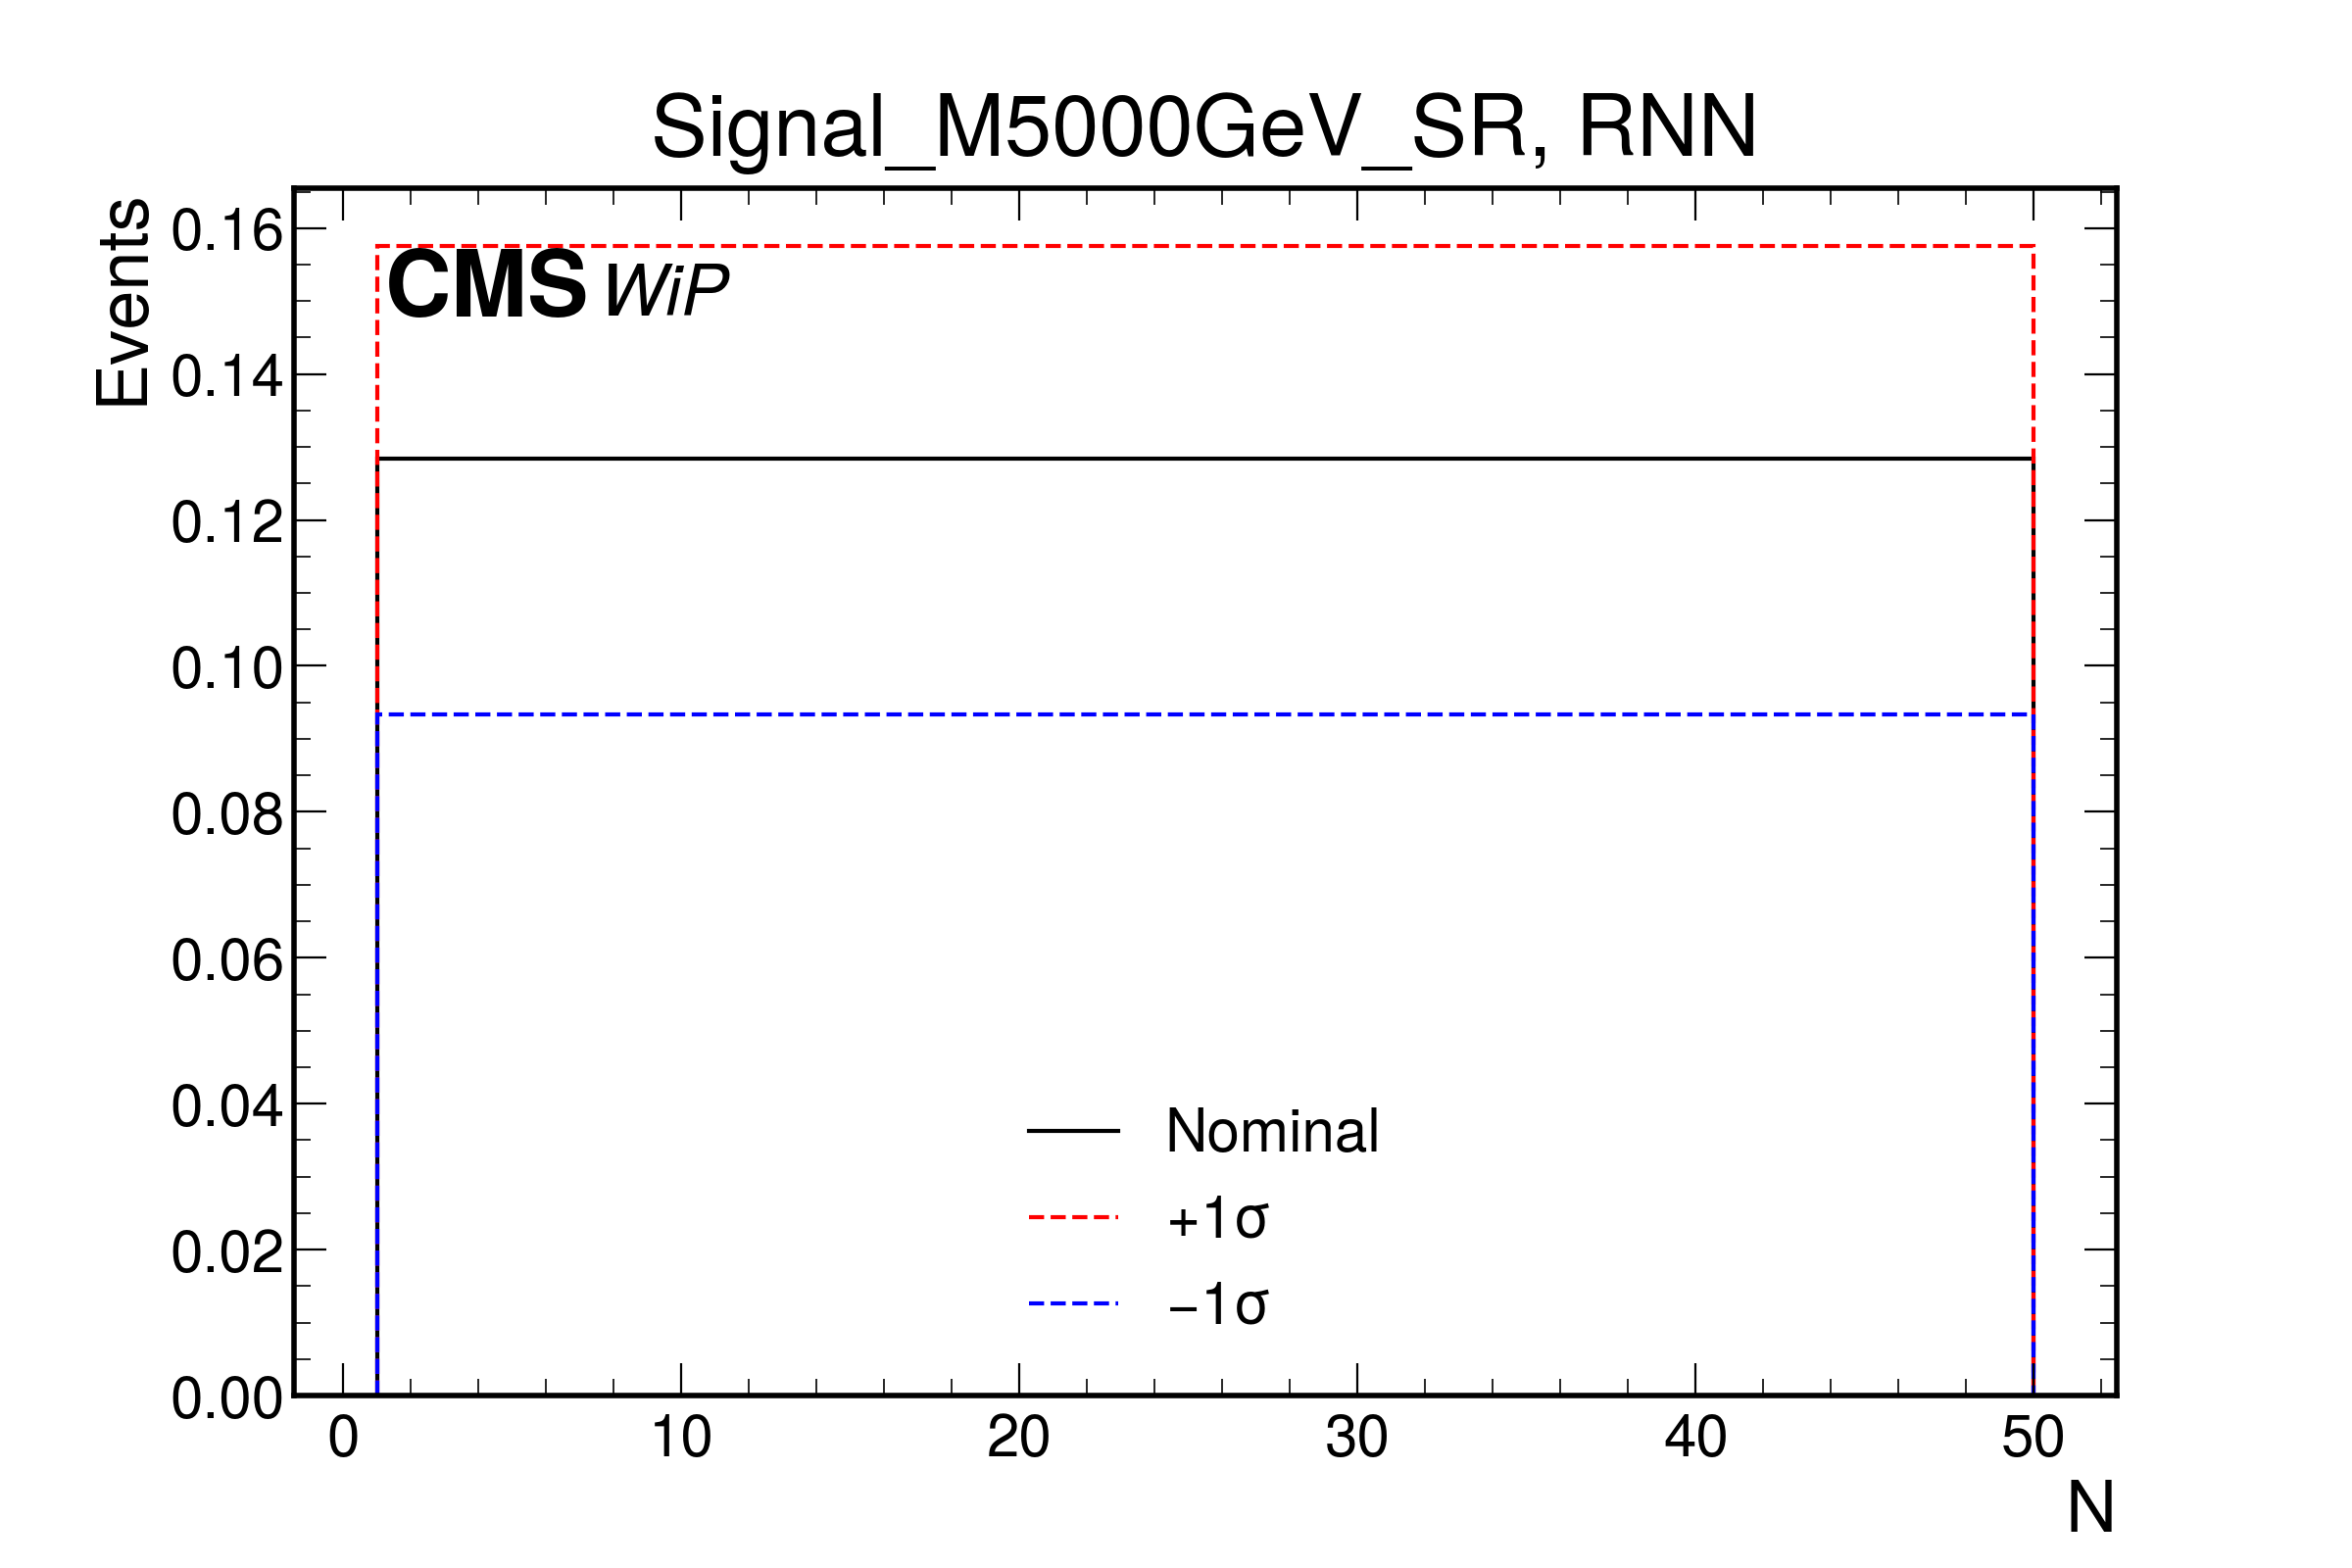 Signal_M5000GeV_SR, RNN
Events
CMS WiP
0.16
0.14
0.12
0.10
0.08
0.06
0.04
0.02
0.00
Nominal
+1σ
−1σ
0 10 20 30 40 50
N